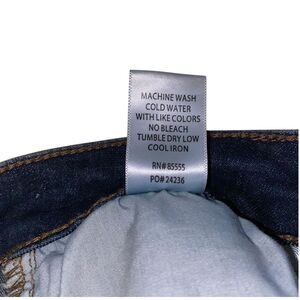 MACHINE WASH
COLD WATER
WITH LIKE COLORS
NO BLEACH
TUMBLE DRY LOW
COOL IRON
RN# 85555
PO# 24236